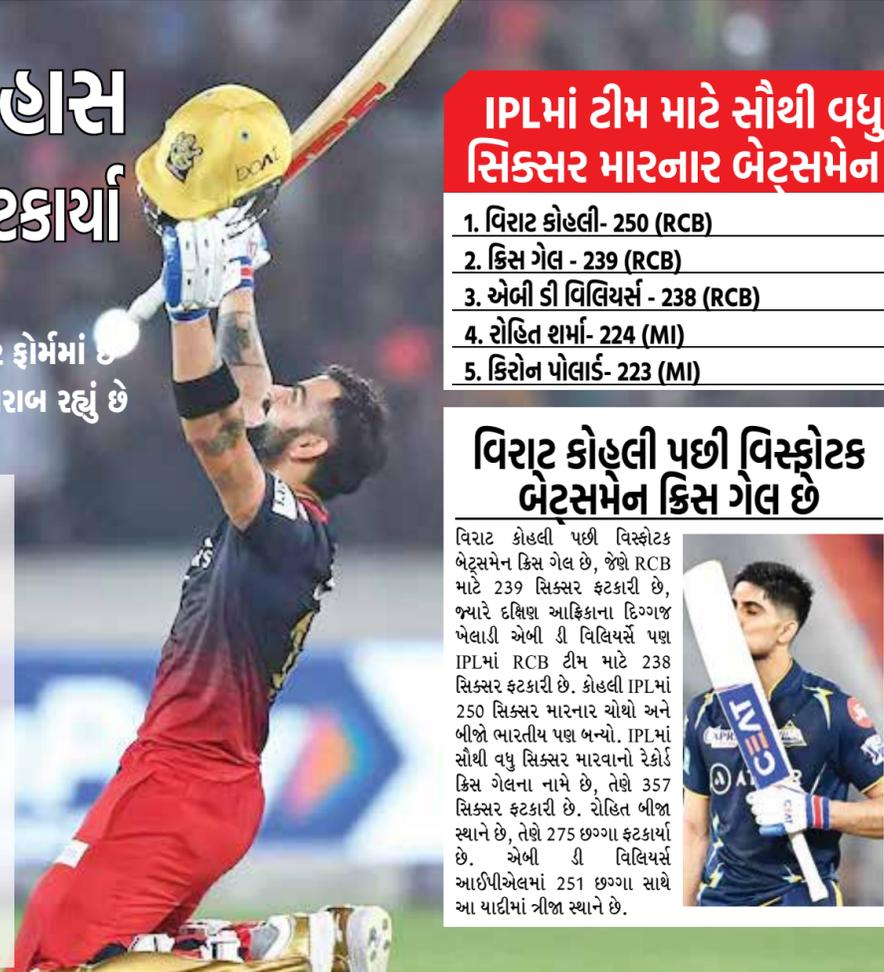 હાસ
ટકાર્યા
ફોર્મમાં છે
રાબ રહ્યું છે
boAt
IPLમાં ટીમ માટે સૌથી વધુ
સિક્સર મારનાર બેટ્સમેન
1. વિરાટ કોહલી- 250 (RCB)
2. ક્રિસ ગેલ - 239 (RCB)
3. એબી ડી વિલિયર્સ - 238 (RCB)
4. રોહિત શર્મા- 224 (MI)
5. કિરોન પોલાર્ડ- 223 (MI)
વિરાટ કોહલી પછી વિસ્ફોટક
બેટ્સમેન ક્રિસ ગેલ છે
વિરાટ કોહલી પછી વિસ્ફોટક
બેટ્સમેન ક્રિસ ગેલ છે, જેણે RCB
માટે 239 સિક્સર ફટકારી છે,
જ્યારે દક્ષિણ આફ્રિકાના દિગ્ગજ
ખેલાડી એબી ડી વિલિયર્સે પણ
IPLમાં RCB ટીમ માટે 238
સિક્સર ફટકારી છે. કોહલી IPLમાં
250 સિક્સર મારનાર ચોથો અને
બીજો ભારતીય પણ બન્યો. IPLમાં
સૌથી વધુ સિક્સર મારવાનો રેકોર્ડ
ક્રિસ ગેલના નામે છે, તેણે 357
સિક્સર ફટકારી છે. રોહિત બીજા
સ્થાને છે, તેણે 275 છગ્ગા ફટકાર્યા
છે. એબી ડી વિલિયર્સ
આઈપીએલમાં 251 છગ્ગા સાથે
આ યાદીમાં ત્રીજા સ્થાને છે.
CEAT